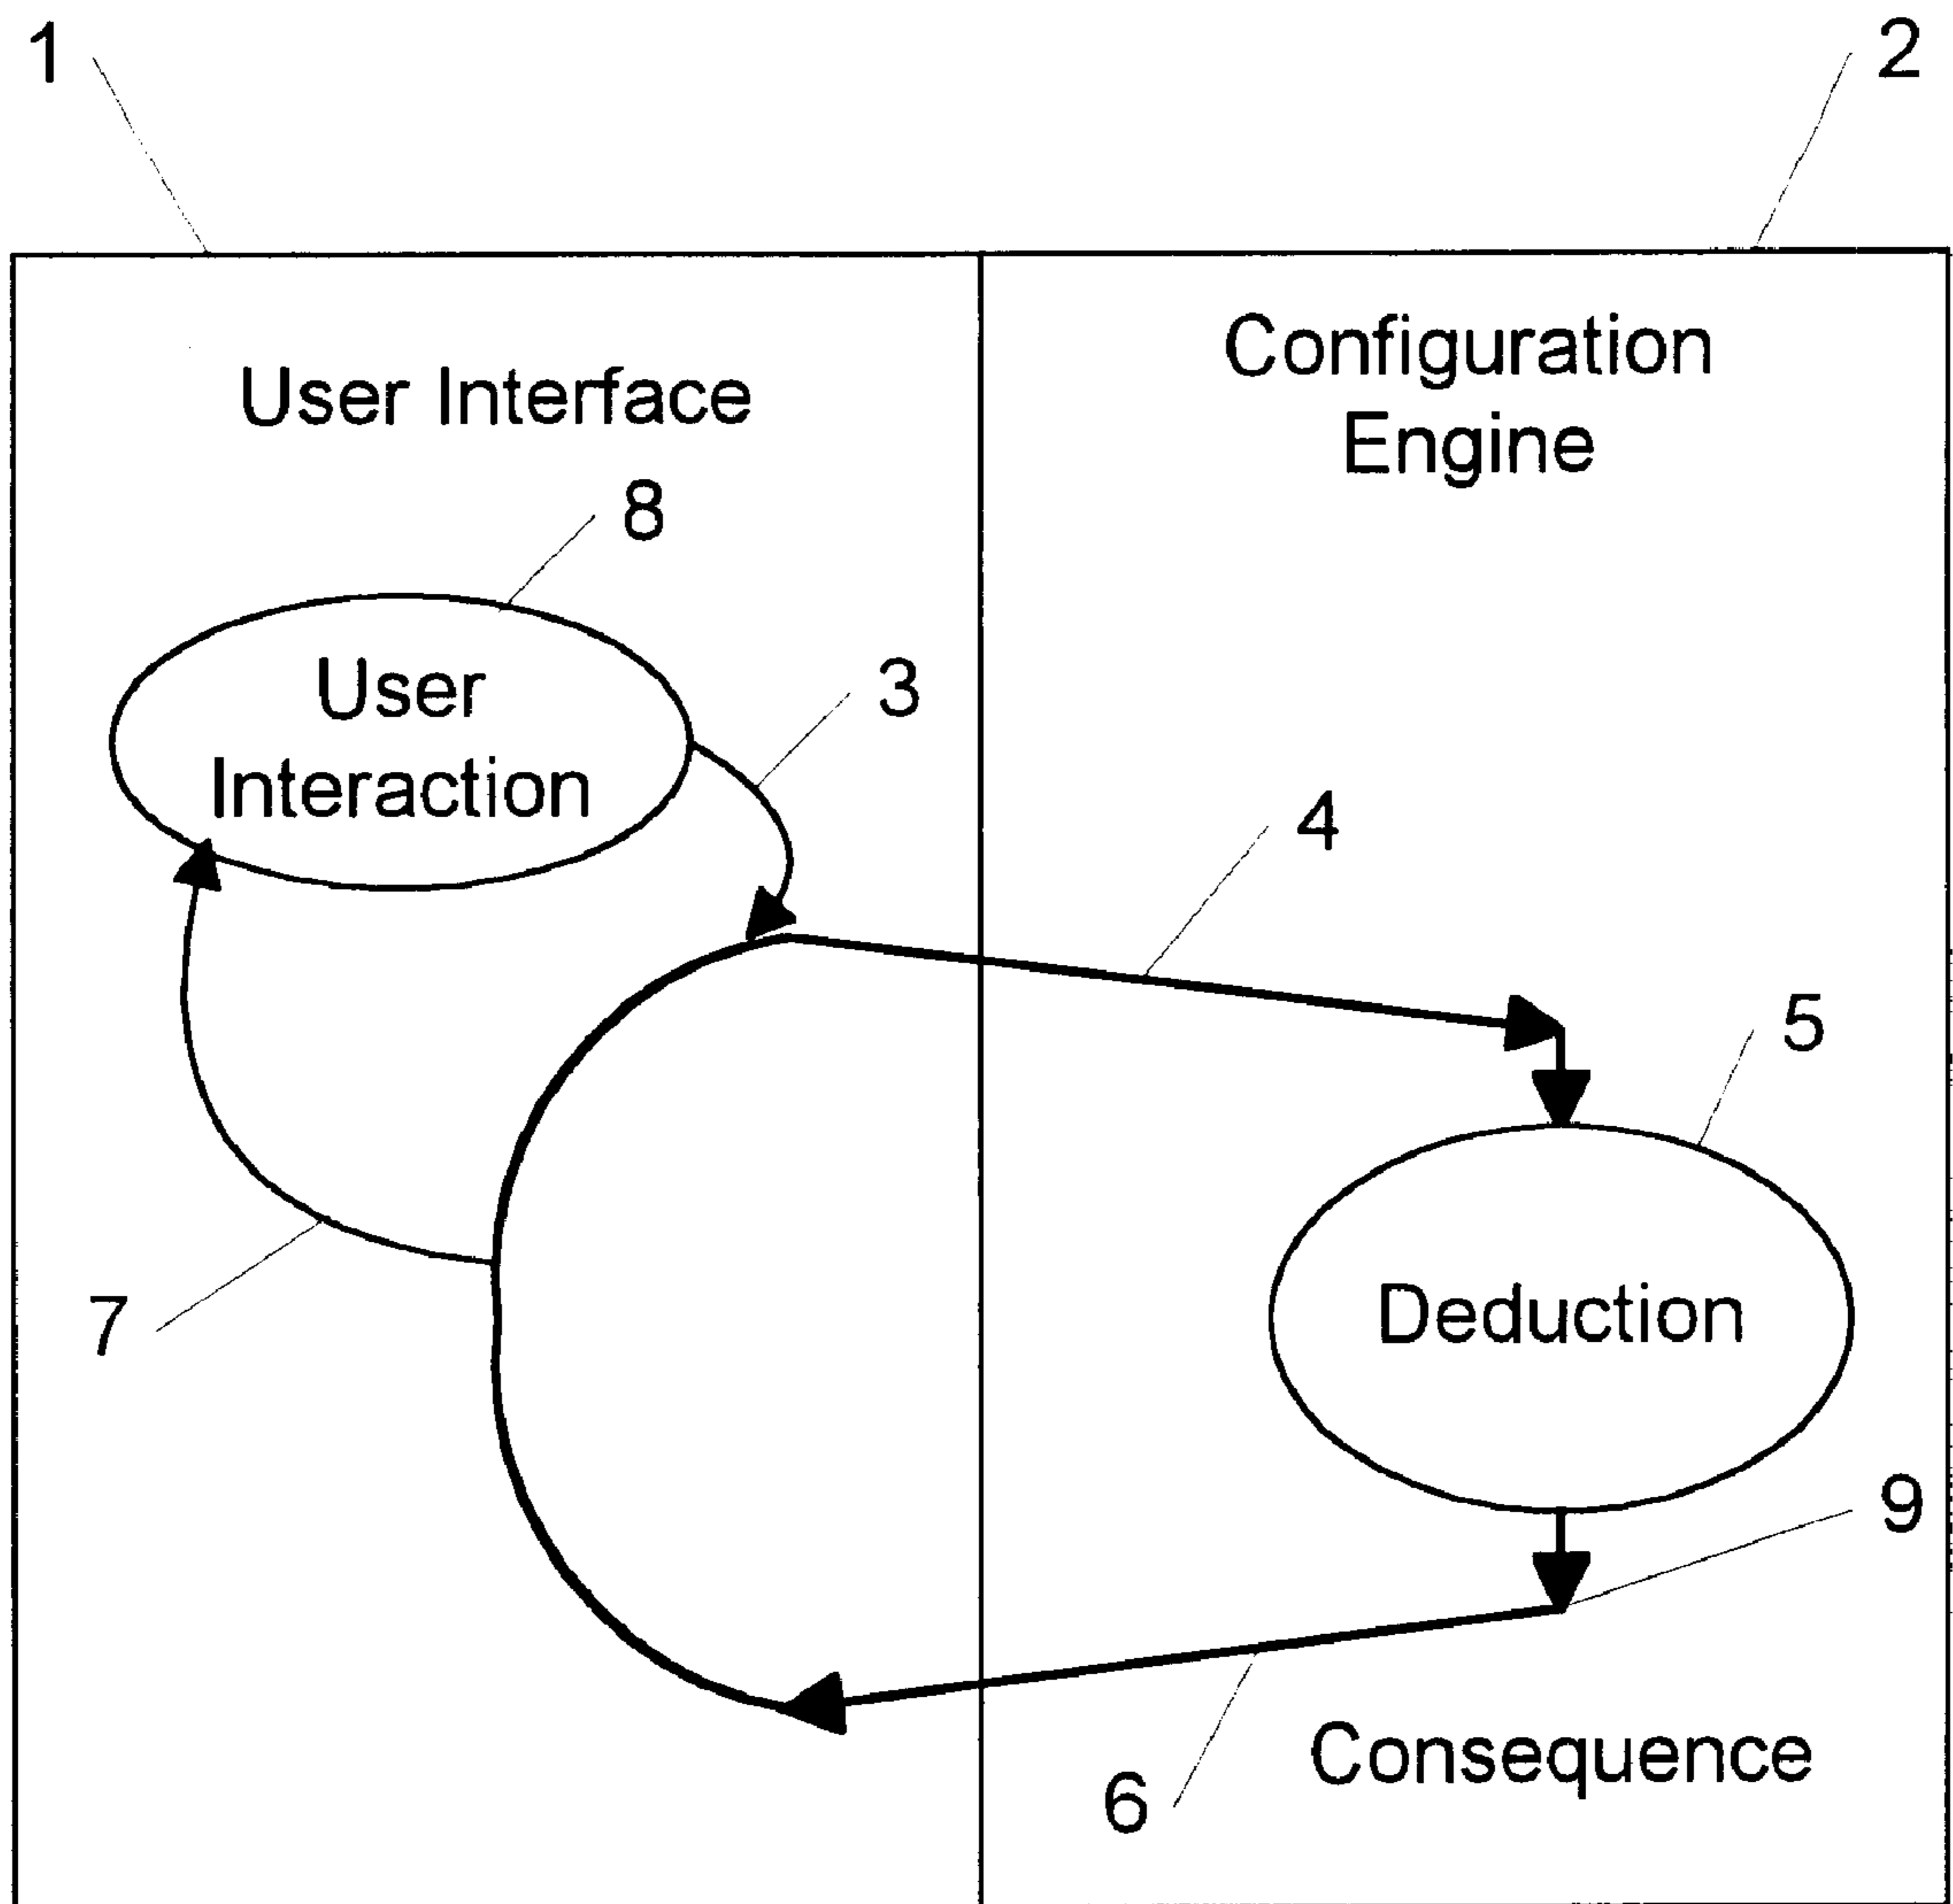 1
2
User Interface
Configuration
Engine
8
User
Interaction
3
4
5
7
Deduction
9
6
Consequence